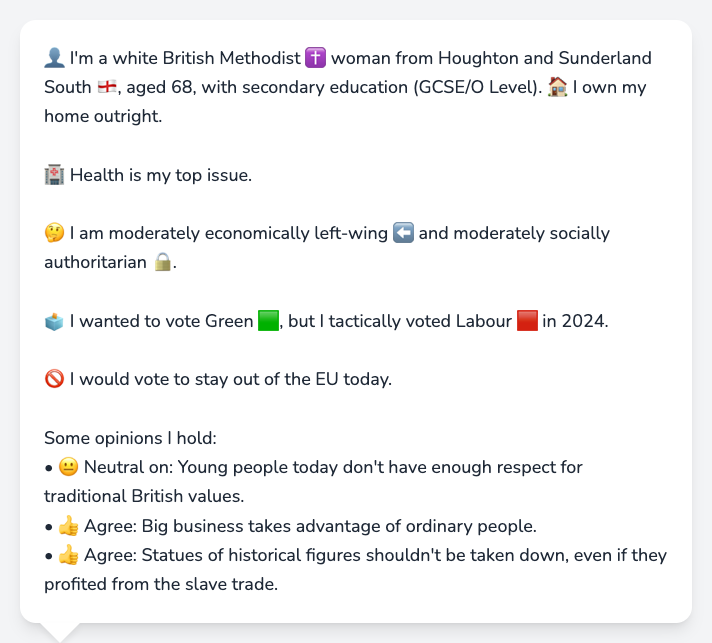 👤 I'm a white British Methodist ✝️ woman from Houghton and Sunderland
South 🏴󠁧󠁢󠁥󠁮󠁧󠁿, aged 68, with secondary education (GCSE/O Level). 🏠 I own my
home outright.
🏥 Health is my top issue.
🤔 I am moderately economically left-wing ⬅️ and moderately socially
authoritarian 🔒.
🗳️ I wanted to vote Green 🟩, but I tactically voted Labour 🟥 in 2024.
🚫 I would vote to stay out of the EU today.
Some opinions I hold:
• 😐 Neutral on: Young people today don't have enough respect for
traditional British values.
• 👍 Agree: Big business takes advantage of ordinary people.
• 👍 Agree: Statues of historical figures shouldn't be taken down, even if they
profited from the slave trade.